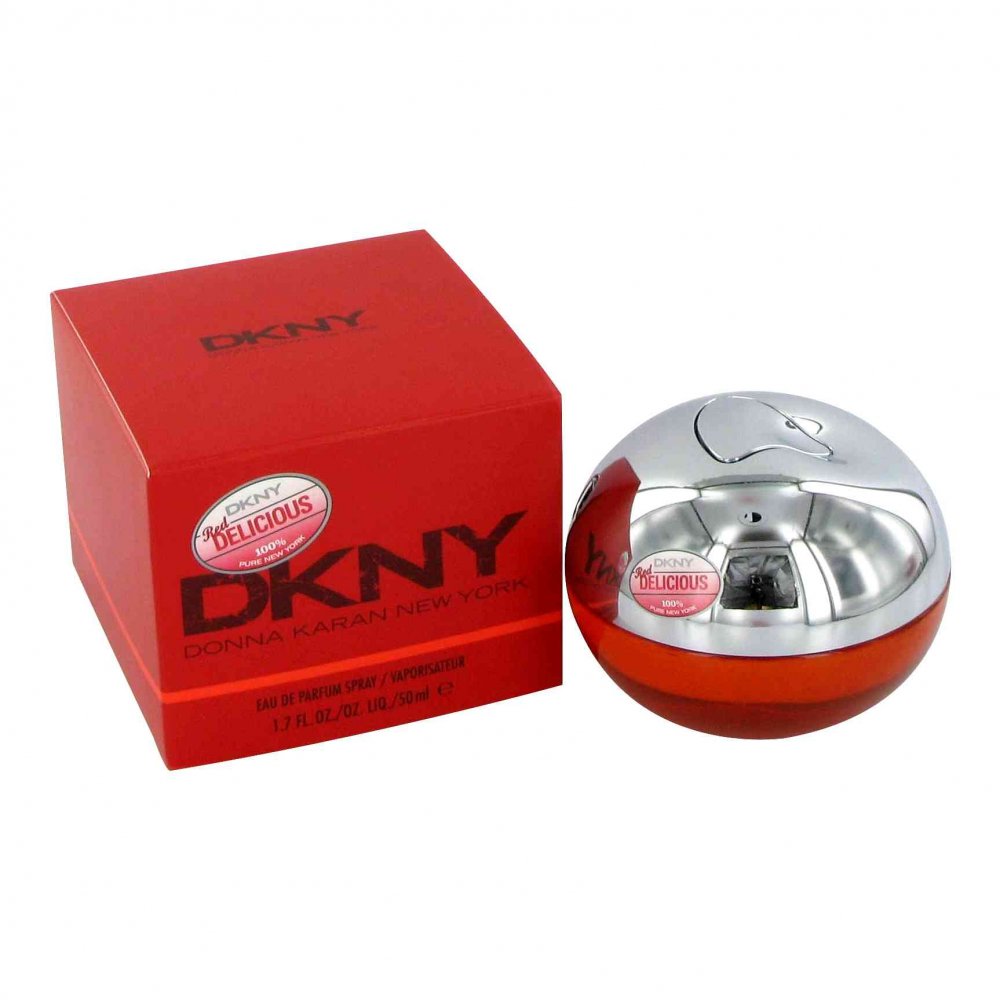 DKNY
DKNY
Red
DELICIOUS
100%
PURE NEW YORK
DKNY
DONNA KARAN NEW YORK
EAU DE PARFUM SPRAY / VAPORISATEUR
1.7 FL. OZ./OZ. LIQ./50 ml e
DKNY
Red
DELICIOUS
100%
PURE NEW YORK